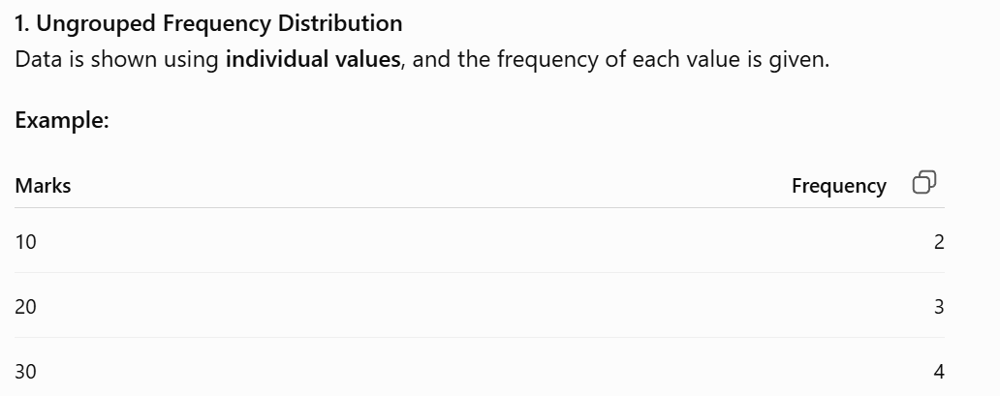 1. Ungrouped Frequency Distribution
Data is shown using individual values, and the frequency of each value is given.
Example:
Marks Frequency
10 2
20 3
30 4